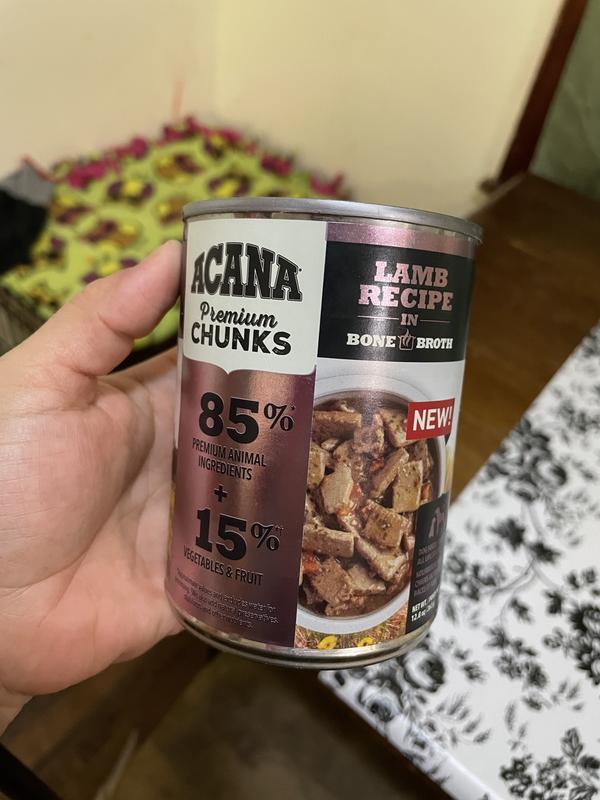 ACANA
Premium
CHUNKS
85%*
PREMIUM ANIMAL
INGREDIENTS
+
15%**
VEGETABLES & FRUIT
LAMB
RECIPE
IN
BONE BROTH
NEW!